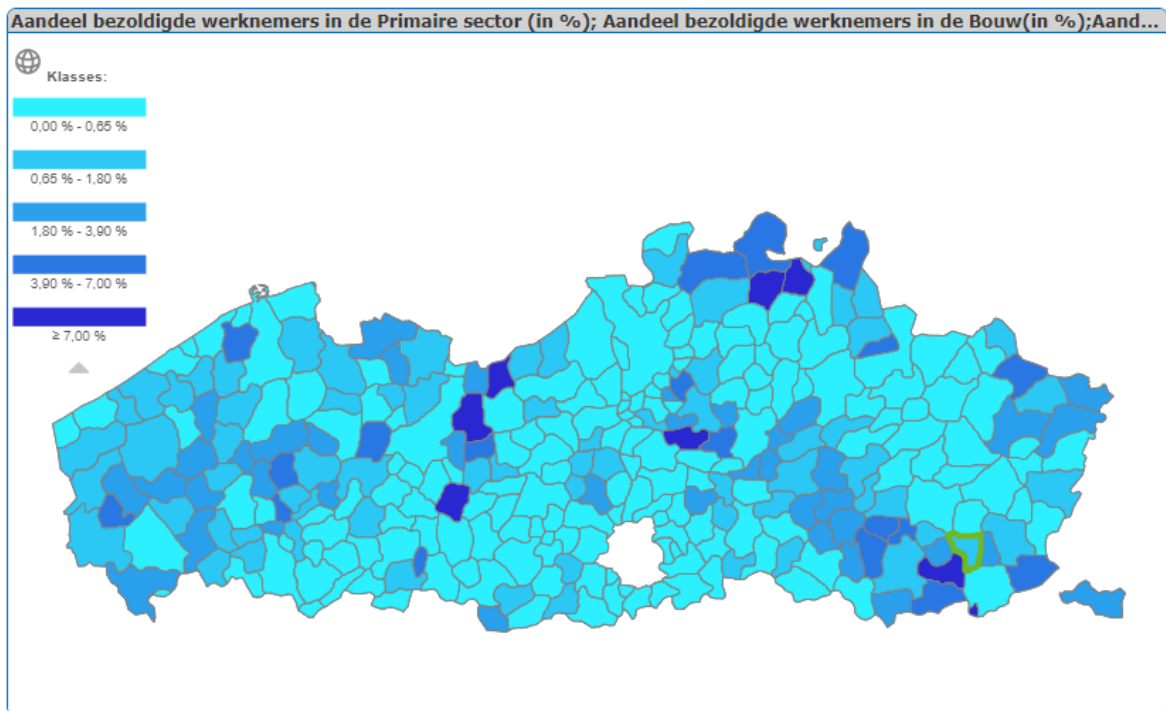 Aandeel bezoldigde werknemers in de Primaire sector (in %); Aandeel bezoldigde werknemers in de Bouw(in %);Aand...
Klasses:
0,00 % - 0,65 %
0,65 % - 1,80 %
1,80 % - 3,90 %
3,90 % - 7,00 %
≥ 7,00 %